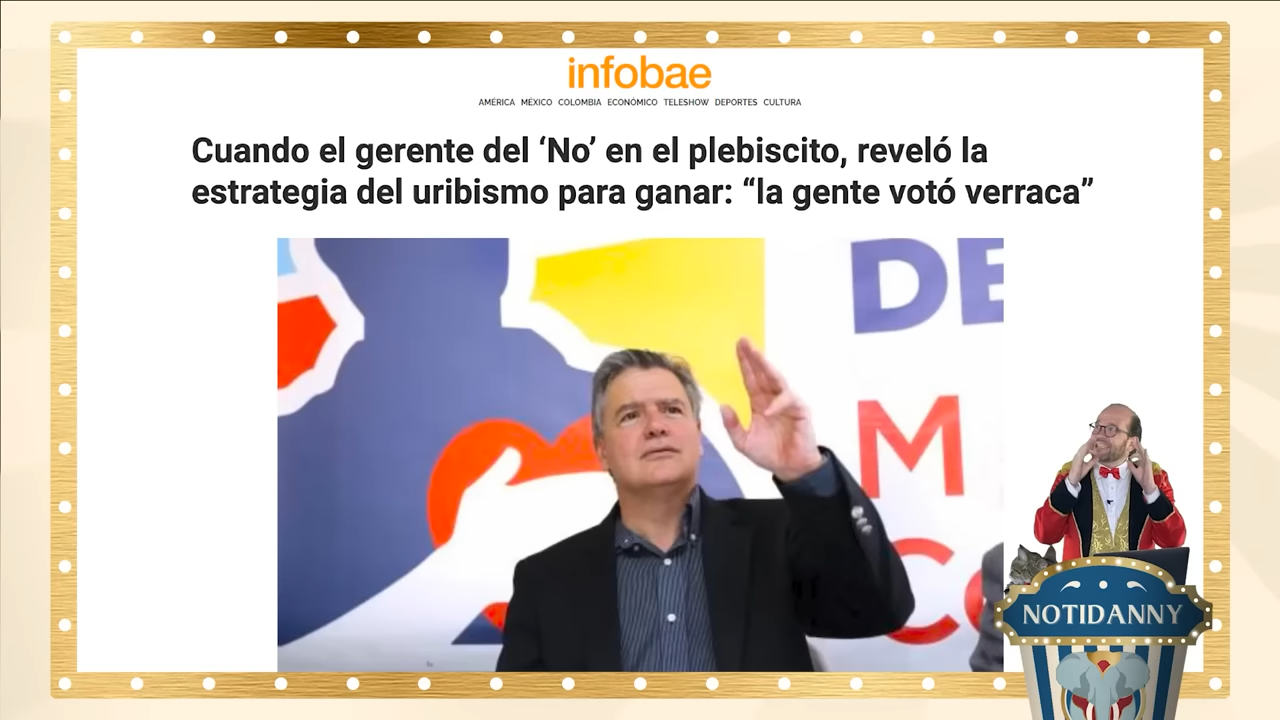 infobae
AMÉRICA MÉXICO COLOMBIA ECONÓMICO TELESHOW DEPORTES CULTURA
Cuando el gerente del ‘No’ en el plebiscito, reveló la
estrategia del uribismo para ganar: “la gente votó verraca”
DE
M
C
NOTIDANNY